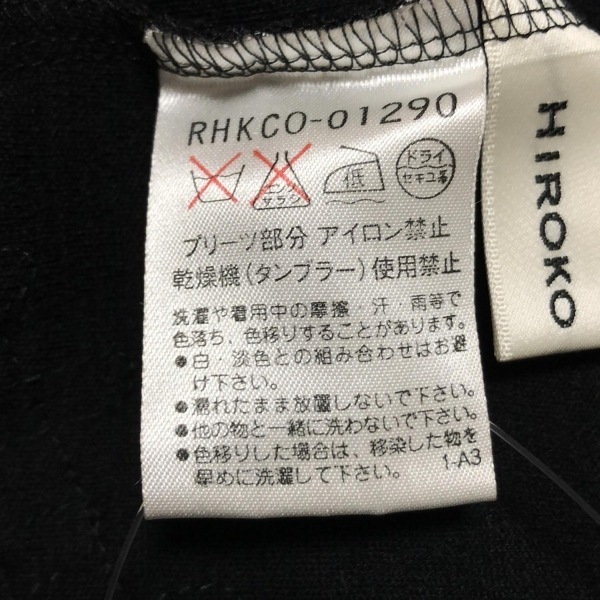 RHKCO-01290
エンソ
サラシ
低
ドライ
セキユ系
プリーツ部分 アイロン禁止
乾燥機(タンブラー)使用禁止
洗濯や着用中の摩擦・汗・雨等で
色落ち、色移りすることがあります。
●白・淡色との組み合わせはお避
け下さい。
●濡れたまま放置しないで下さい。
●他の物と一緒に洗わないで下さい。
●色移りした場合は、移染した物を
早めに洗濯して下さい。
1-A3
HIROKO